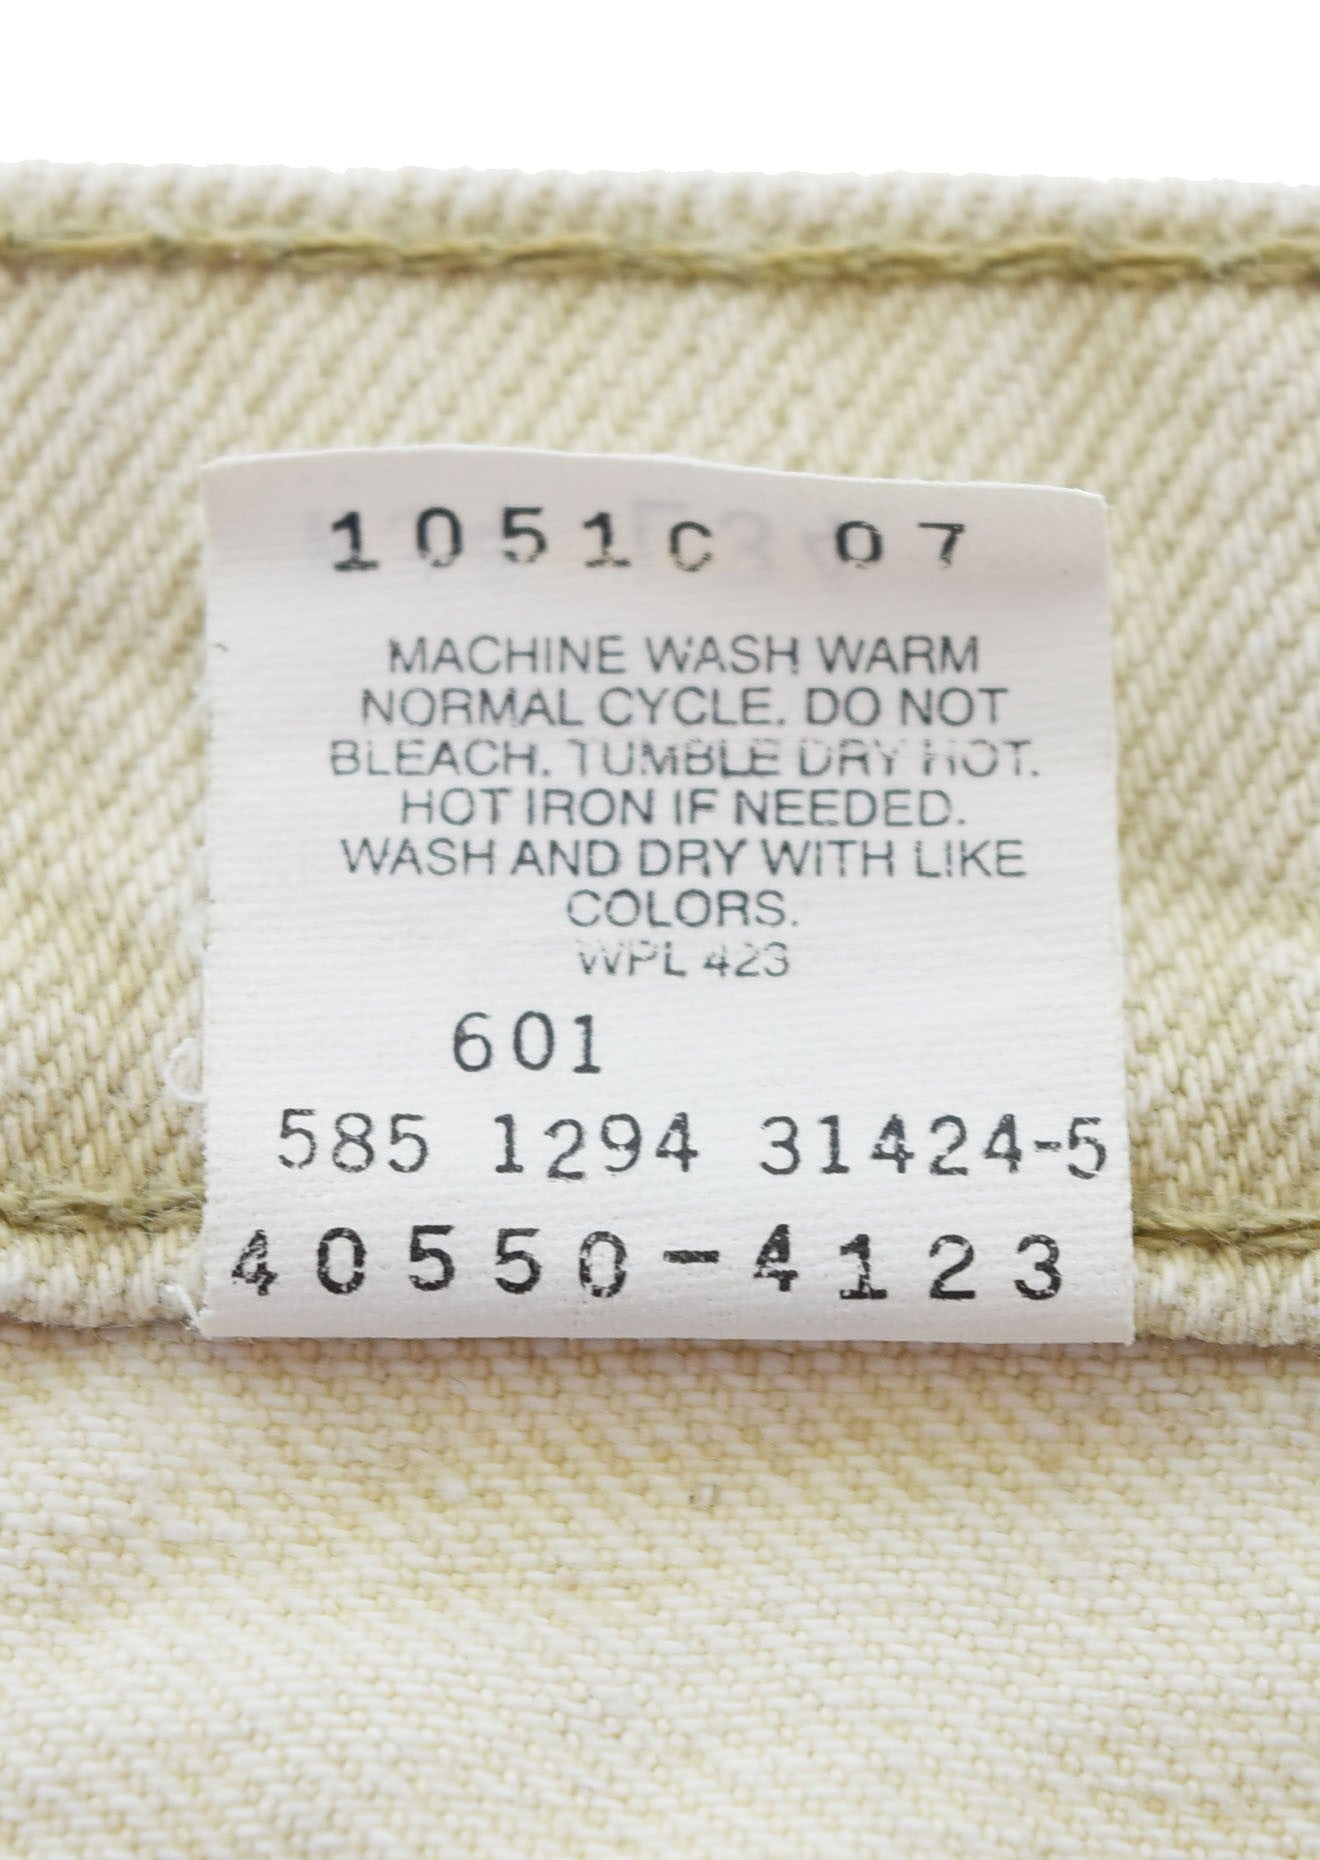 1051C 07
MACHINE WASH WARM
NORMAL CYCLE. DO NOT
BLEACH. TUMBLE DRY HOT.
HOT IRON IF NEEDED.
WASH AND DRY WITH LIKE
COLORS.
WPL 423
601
585 1294 31424-5
40550-4123